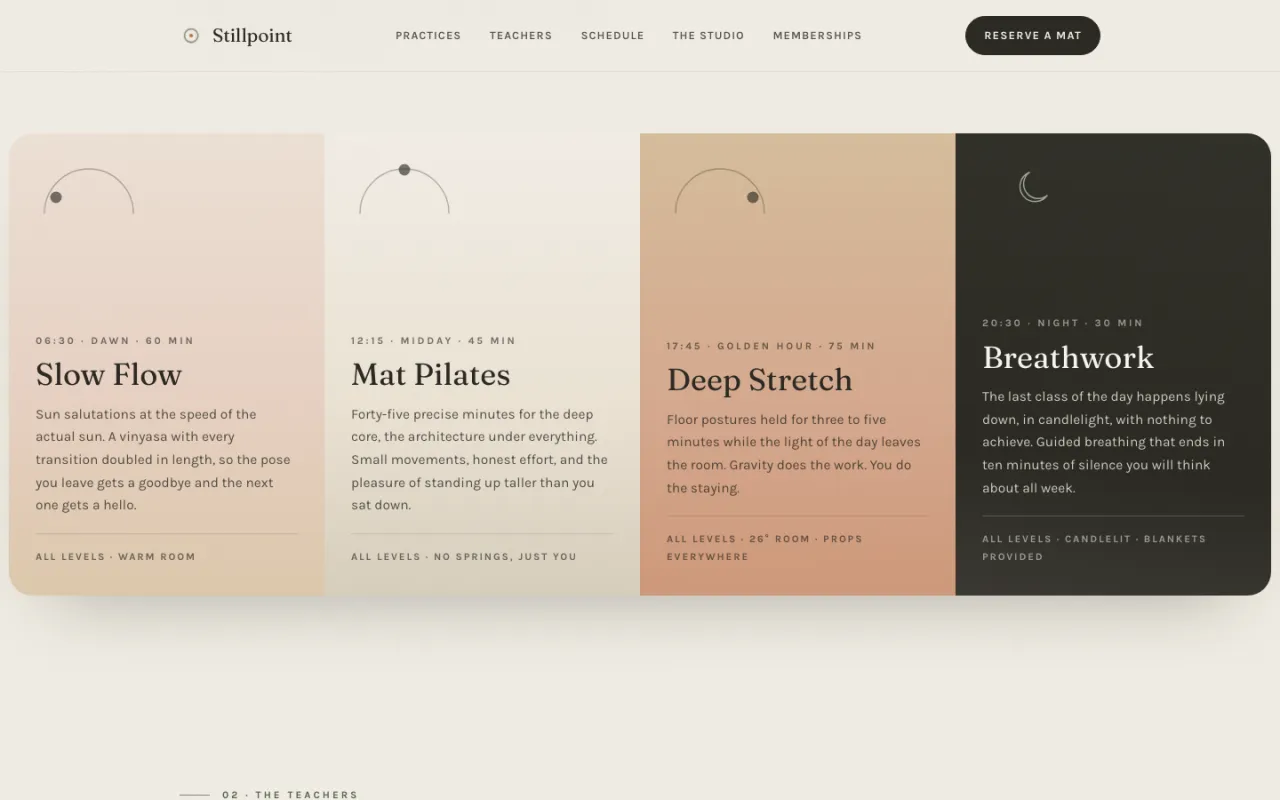 Stillpoint
PRACTICES
TEACHERS
SCHEDULE
THE STUDIO
MEMBERSHIPS
RESERVE A MAT
06:30 · DAWN · 60 MIN
Slow Flow
Sun salutations at the speed of the
actual sun. A vinyasa with every
transition doubled in length, so the pose
you leave gets a goodbye and the next
one gets a hello.
ALL LEVELS · WARM ROOM
12:15 · MIDDAY · 45 MIN
Mat Pilates
Forty-five precise minutes for the deep
core, the architecture under everything.
Small movements, honest effort, and the
pleasure of standing up taller than you
sat down.
ALL LEVELS · NO SPRINGS, JUST YOU
17:45 · GOLDEN HOUR · 75 MIN
Deep Stretch
Floor postures held for three to five
minutes while the light of the day leaves
the room. Gravity does the work. You do
the staying.
ALL LEVELS · 26° ROOM · PROPS
EVERYWHERE
20:30 · NIGHT · 30 MIN
Breathwork
The last class of the day happens lying
down, in candlelight, with nothing to
achieve. Guided breathing that ends in
ten minutes of silence you will think
about all week.
ALL LEVELS · CANDLELIT · BLANKETS
PROVIDED
02 · THE TEACHERS